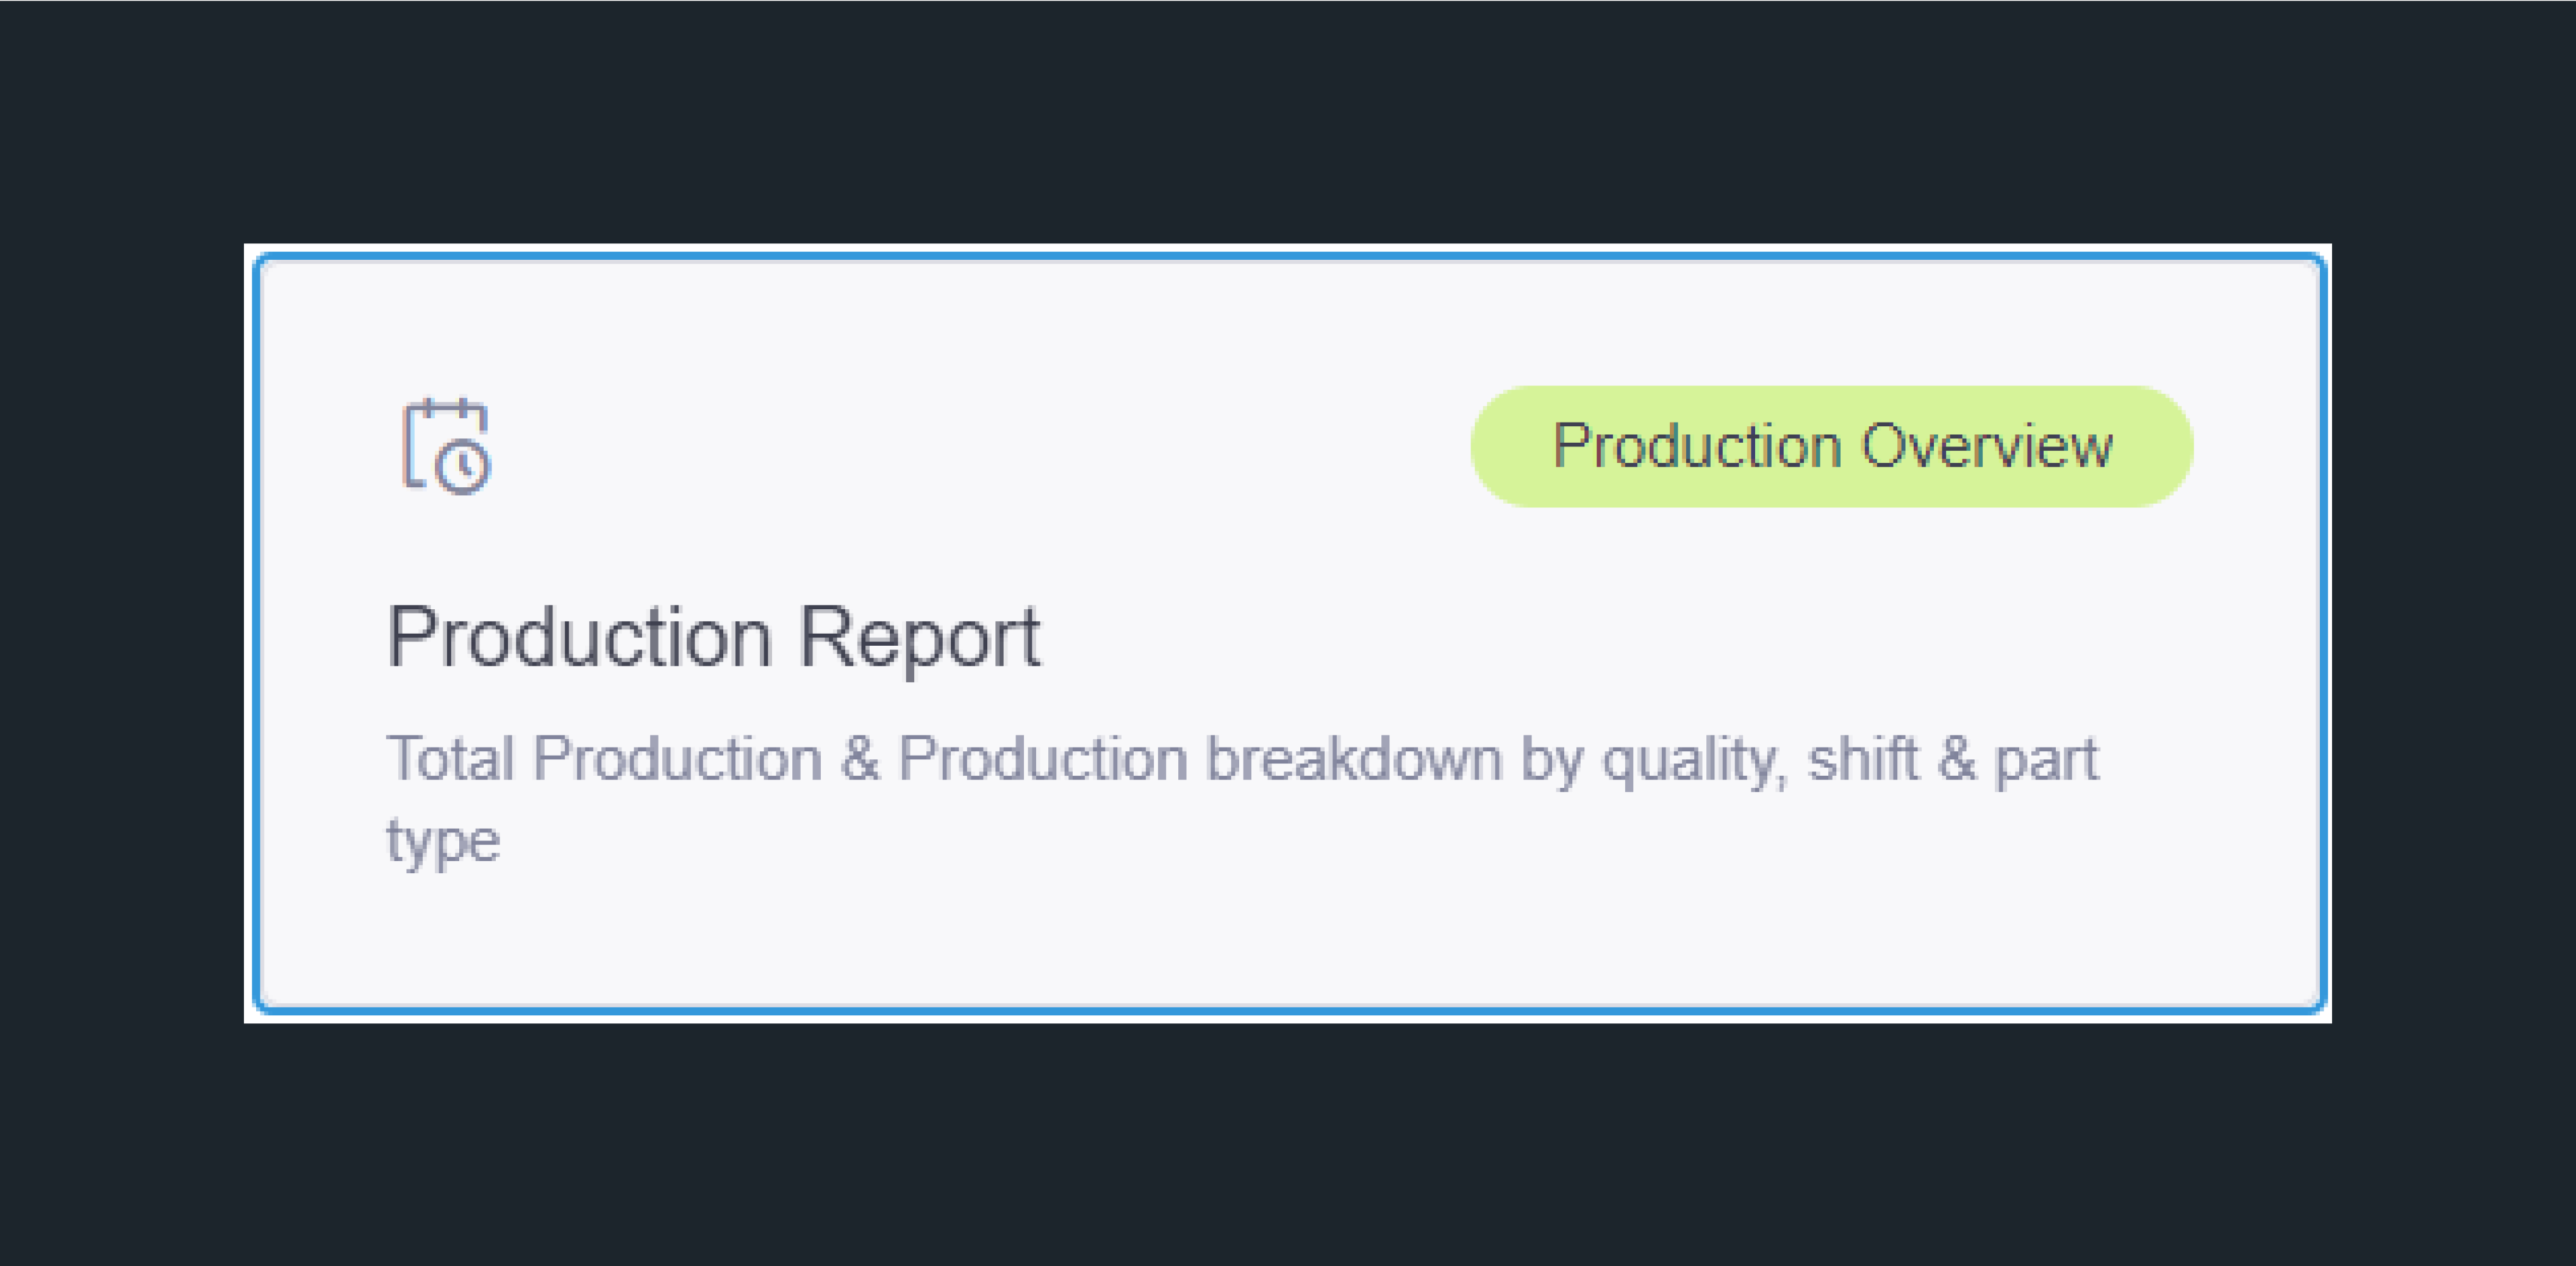 Production Overview
Production Report
Total Production & Production breakdown by quality, shift & part
type